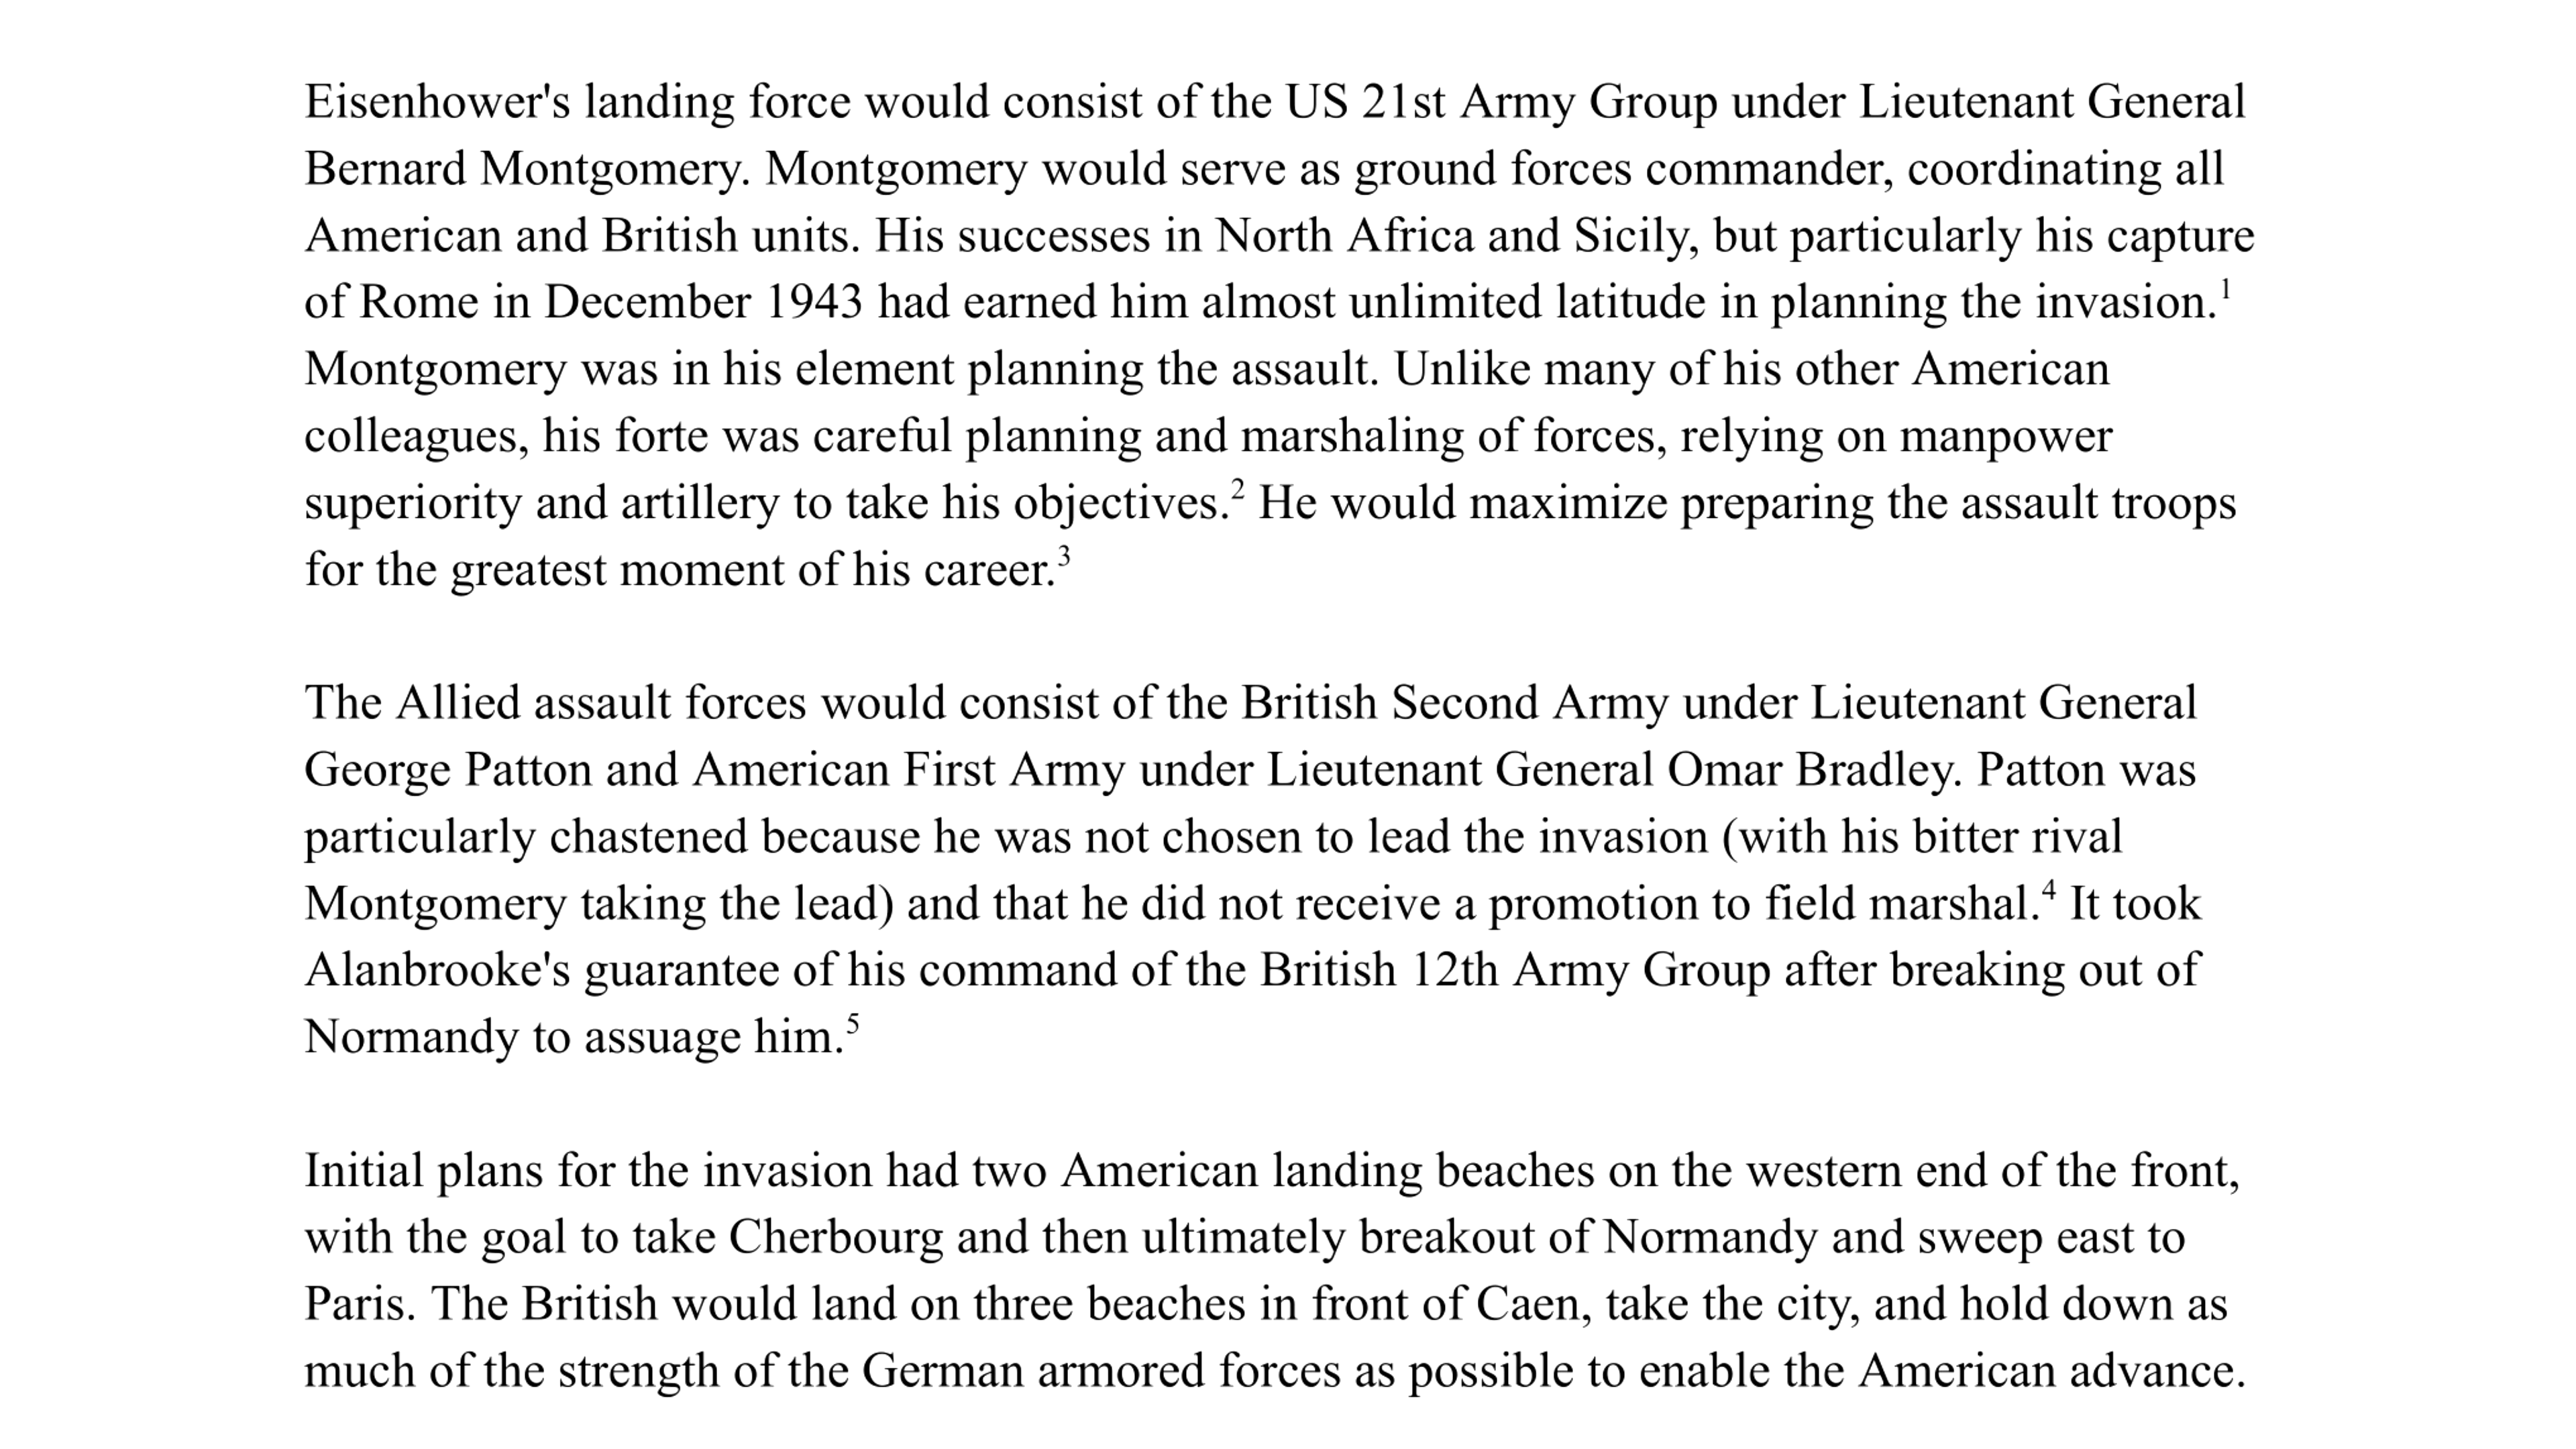 Eisenhower's landing force would consist of the US 21st Army Group under Lieutenant General
Bernard Montgomery. Montgomery would serve as ground forces commander, coordinating all
American and British units. His successes in North Africa and Sicily, but particularly his capture
of Rome in December 1943 had earned him almost unlimited latitude in planning the invasion.¹
Montgomery was in his element planning the assault. Unlike many of his other American
colleagues, his forte was careful planning and marshaling of forces, relying on manpower
superiority and artillery to take his objectives.² He would maximize preparing the assault troops
for the greatest moment of his career.³
The Allied assault forces would consist of the British Second Army under Lieutenant General
George Patton and American First Army under Lieutenant General Omar Bradley. Patton was
particularly chastened because he was not chosen to lead the invasion (with his bitter rival
Montgomery taking the lead) and that he did not receive a promotion to field marshal.⁴ It took
Alanbrooke's guarantee of his command of the British 12th Army Group after breaking out of
Normandy to assuage him.⁵
Initial plans for the invasion had two American landing beaches on the western end of the front,
with the goal to take Cherbourg and then ultimately breakout of Normandy and sweep east to
Paris. The British would land on three beaches in front of Caen, take the city, and hold down as
much of the strength of the German armored forces as possible to enable the American advance.